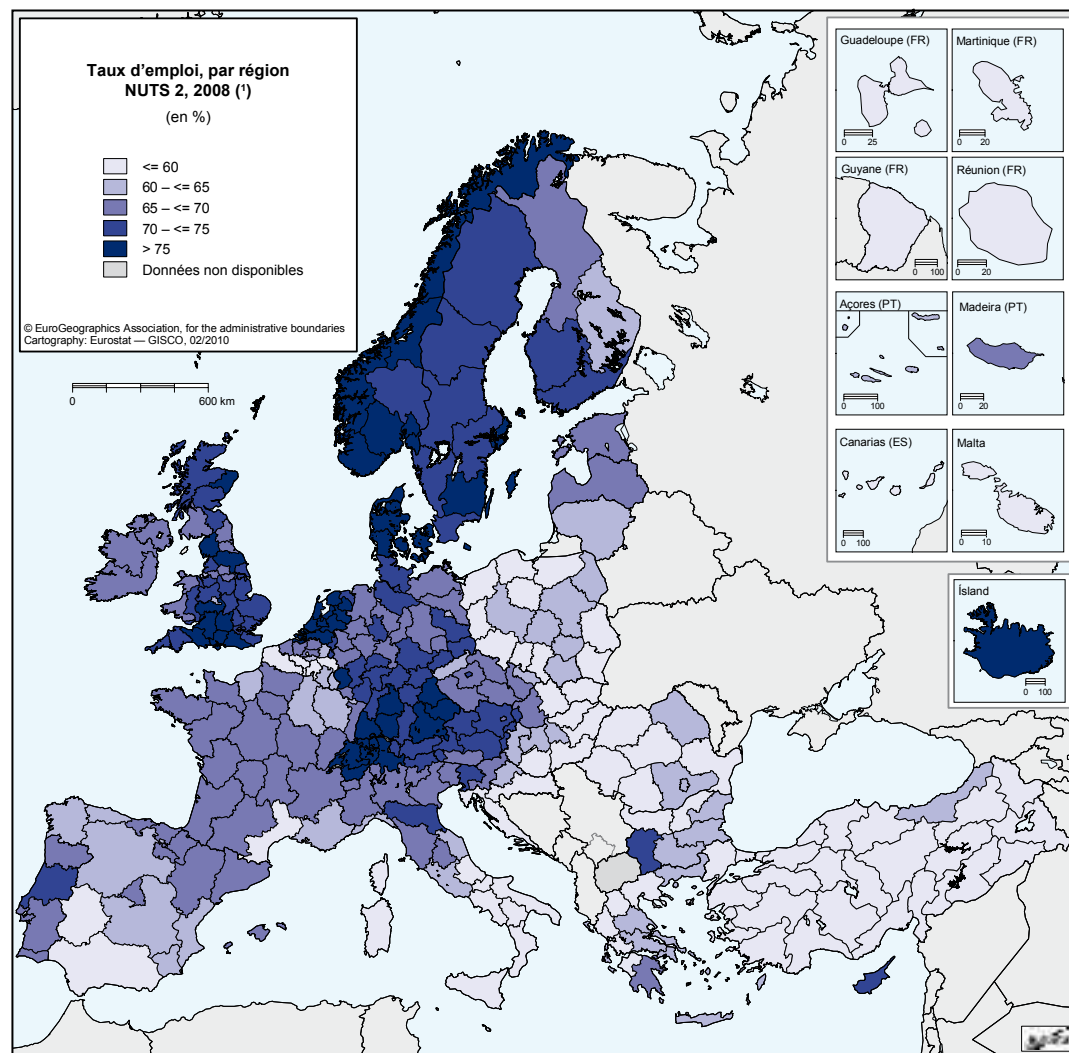 Taux d'emploi, par région
NUTS 2, 2008 (¹)
(en %)
<= 60
60 – <= 65
65 – <= 70
70 – <= 75
> 75
Données non disponibles
© EuroGeographics Association, for the administrative boundaries
Cartography: Eurostat — GISCO, 02/2010
0 600 km
Guadeloupe (FR)
0 25
Martinique (FR)
0 20
Guyane (FR)
0 100
Réunion (FR)
0 20
Açores (PT)
0 100
Madeira (PT)
0 20
Canarias (ES)
0 100
Malta
0 10
Ísland
0 100